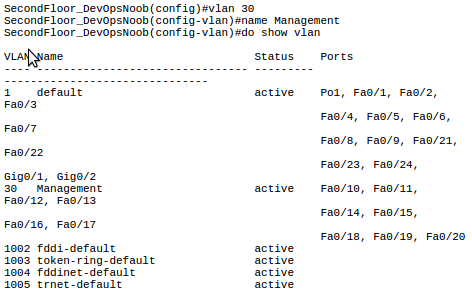 SecondFloor_DevOpsNoob(config)#vlan 30
SecondFloor_DevOpsNoob(config-vlan)#name Management
SecondFloor_DevOpsNoob(config-vlan)#do show vlan
VLAN Name Status Ports
---- -------------------------------- --------- -------------------------------
1 default active Po1, Fa0/1, Fa0/2,
Fa0/3
Fa0/4, Fa0/5, Fa0/6,
Fa0/7
Fa0/8, Fa0/9, Fa0/21,
Fa0/22
Fa0/23, Fa0/24,
Gig0/1, Gig0/2
30 Management active Fa0/10, Fa0/11,
Fa0/12, Fa0/13
Fa0/14, Fa0/15,
Fa0/16, Fa0/17
Fa0/18, Fa0/19, Fa0/20
1002 fddi-default active
1003 token-ring-default active
1004 fddinet-default active
1005 trnet-default active